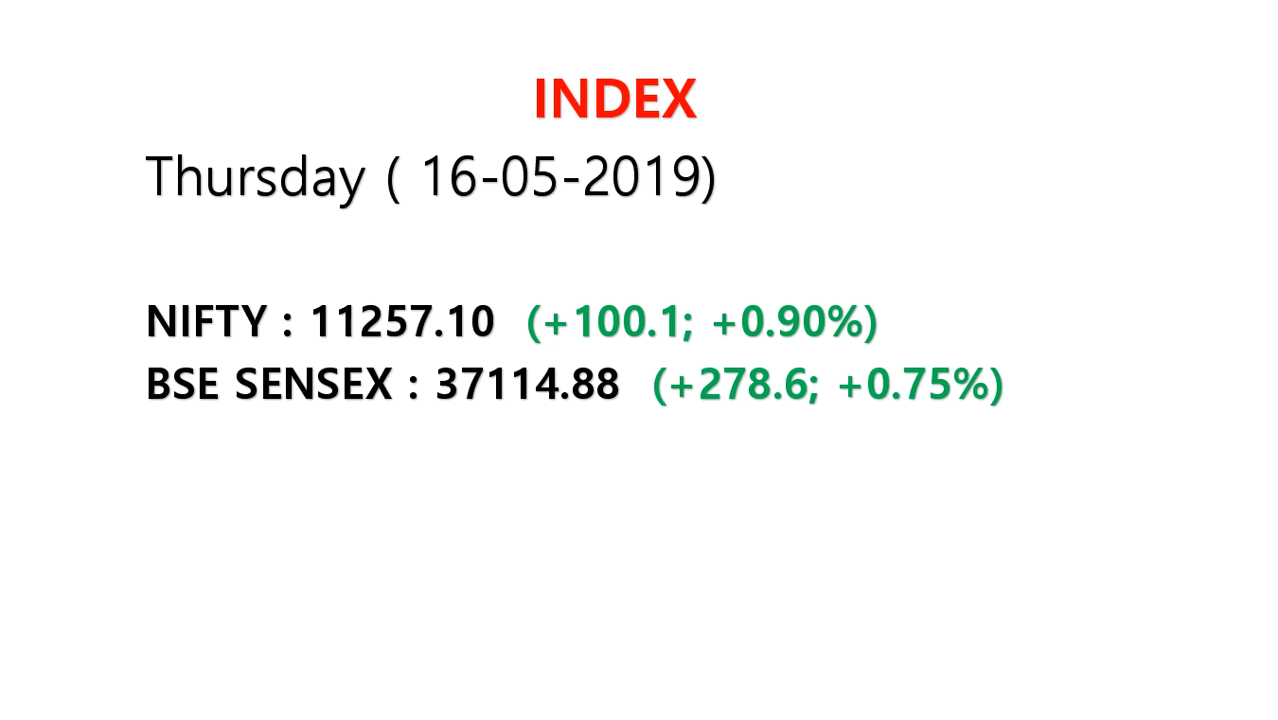 INDEX
Thursday ( 16-05-2019)
NIFTY : 11257.10 (+100.1; +0.90%)
BSE SENSEX : 37114.88 (+278.6; +0.75%)